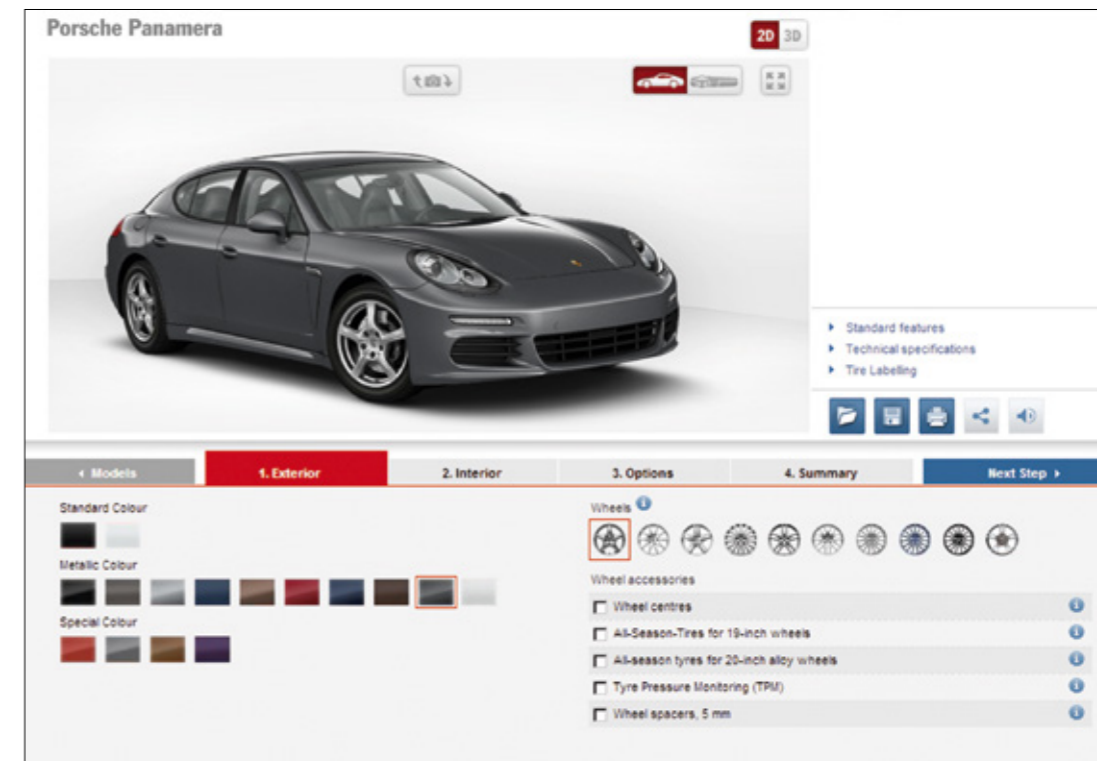 Porsche Panamera
2D 3D
Standard features
Technical specifications
Tire Labelling
Models
1. Exterior
2. Interior
3. Options
4. Summary
Next Step
Standard Colour
Metallic Colour
Special Colour
Wheels
Wheel accessories
Wheel centres
All-Season-Tires for 19-inch wheels
All-season tyres for 20-inch alloy wheels
Tyre Pressure Monitoring (TPM)
Wheel spacers, 5 mm